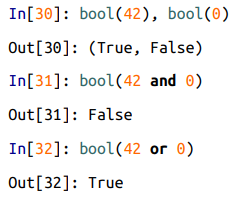 In[30]: bool(42), bool(0)
Out[30]: (True, False)
In[31]: bool(42 and 0)
Out[31]: False
In[32]: bool(42 or 0)
Out[32]: True